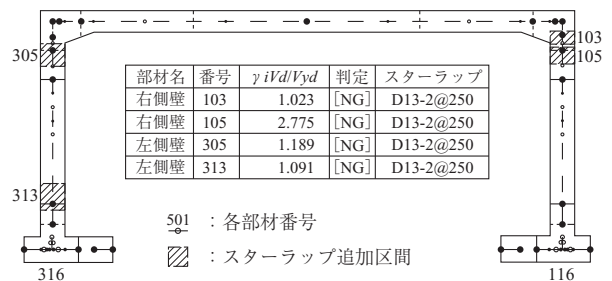 305
103
105
部材名 番号 γiVd/Vyd 判定 スターラップ
右側壁 103 1.023 [NG] D13-2@250
右側壁 105 2.775 [NG] D13-2@250
左側壁 305 1.189 [NG] D13-2@250
左側壁 313 1.091 [NG] D13-2@250
313
501 ：各部材番号
：スターラップ追加区間
316
116